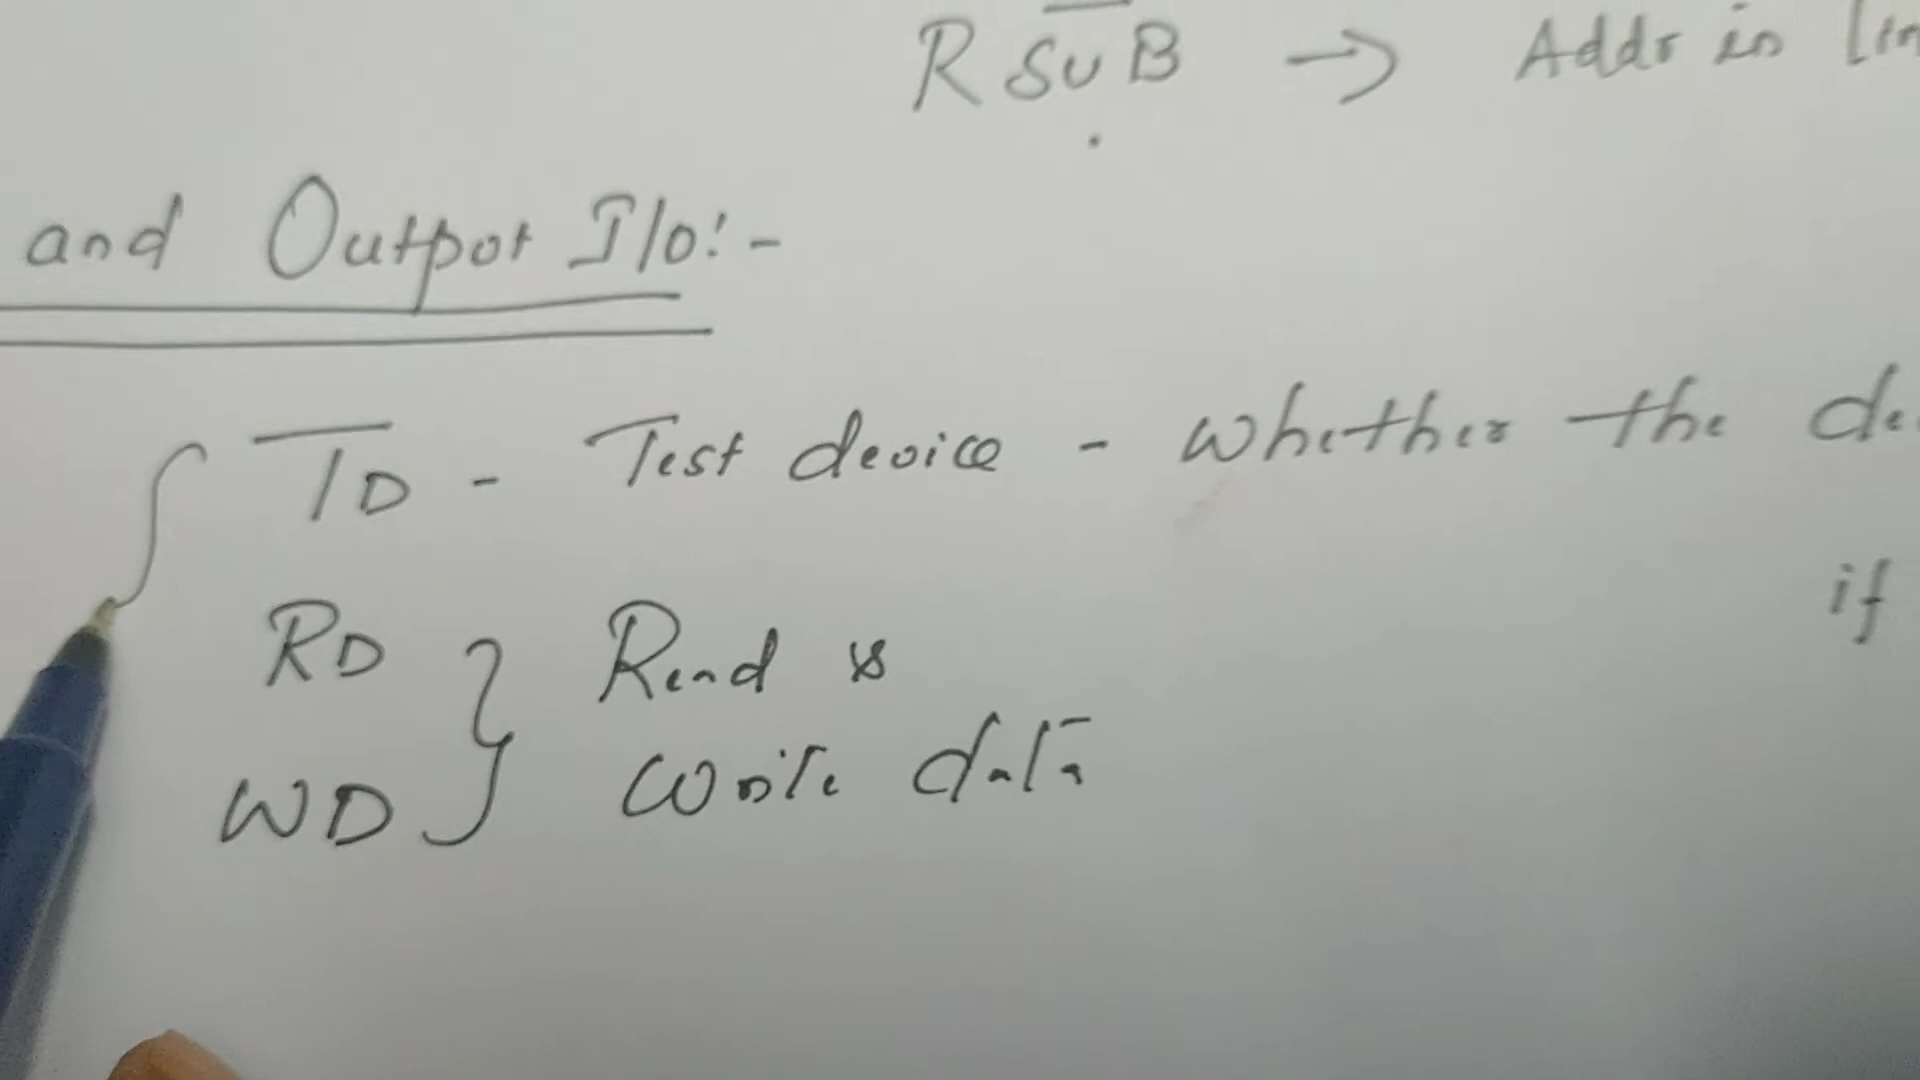 RSUB → Addr in
and Output I/O:-
TD - Test device - whether the
if
RD } Read &
WD } Write data